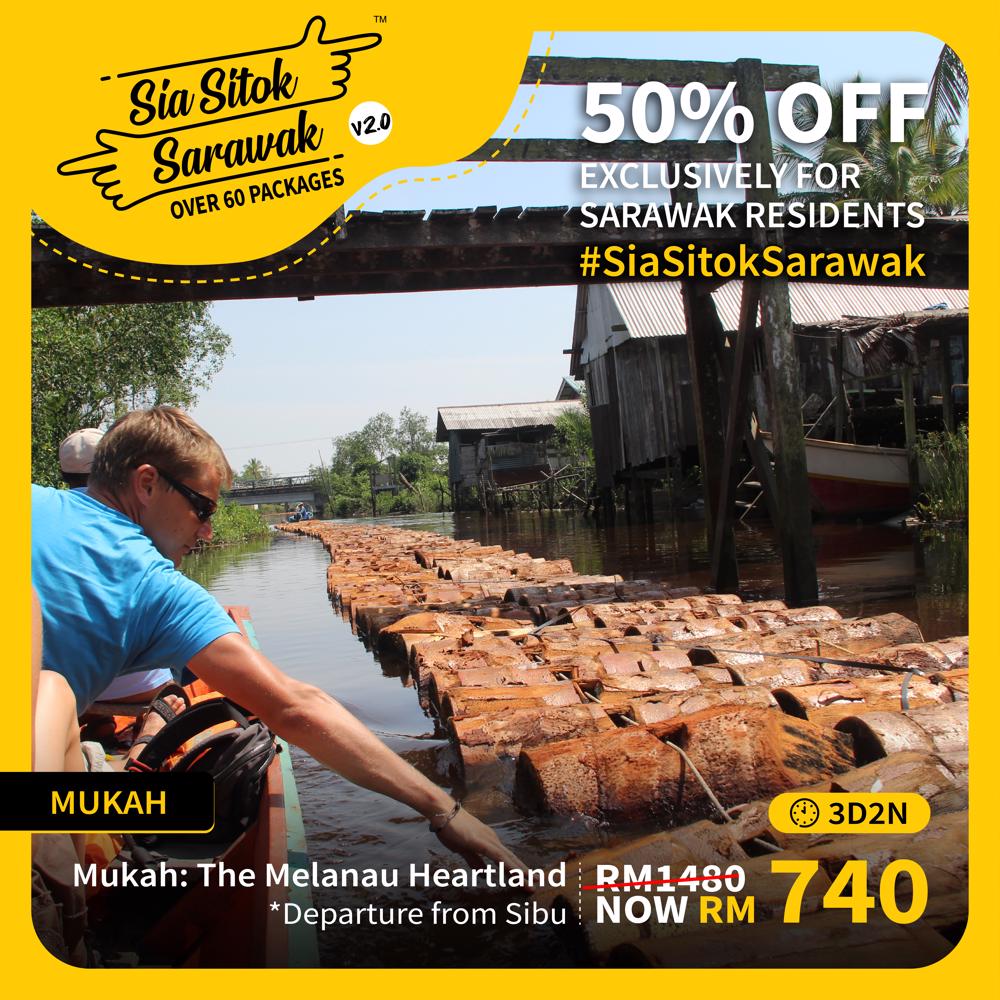 Sia Sitok
TM
Sarawak
v2.0
OVER 60 PACKAGES
50% OFF
EXCLUSIVELY FOR
SARAWAK RESIDENTS
#SiaSitokSarawak
MUKAH
3D2N
Mukah: The Melanau Heartland
*Departure from Sibu
RM1480
NOW RM 740